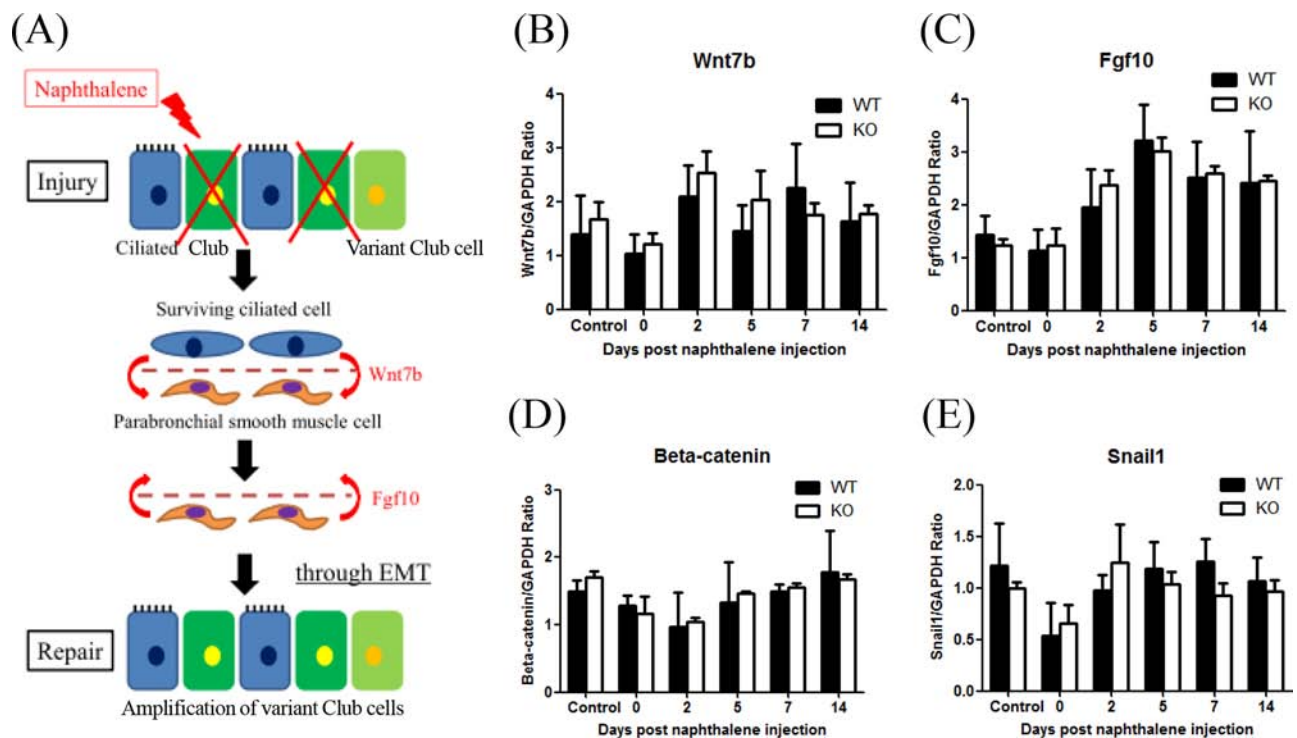 (A)
Naphthalene
Injury
Ciliated Club Variant Club cell
Surviving ciliated cell
Wnt7b
Parabronchial smooth muscle cell
Fgf10
through EMT
Repair
Amplification of variant Club cells
(B)
Wnt7b
WT
KO
Wnt7b/GAPDH Ratio
4
3
2
1
0
Control 0 2 5 7 14
Days post naphthalene injection
(C)
Fgf10
WT
KO
Fgf10/GAPDH Ratio
4
3
2
1
0
Control 0 2 5 7 14
Days post naphthalene injection
(D)
Beta-catenin
WT
KO
Beta-catenin/GAPDH Ratio
3
2
1
0
Control 0 2 5 7 14
Days post naphthalene injection
(E)
Snail1
WT
KO
Snail1/GAPDH Ratio
2.0
1.5
1.0
0.5
0.0
Control 0 2 5 7 14
Days post naphthalene injection